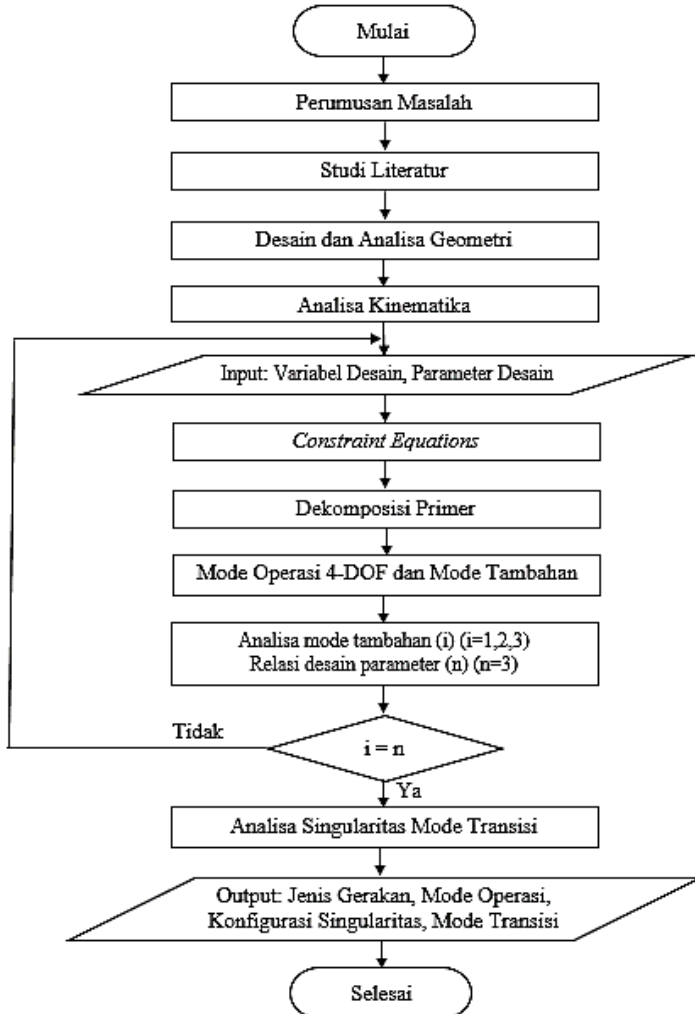 Mulai
Perumusan Masalah
Studi Literatur
Desain dan Analisa Geometri
Analisa Kinematika
Input: Variabel Desain, Parameter Desain
Constraint Equations
Dekomposisi Primer
Mode Operasi 4-DOF dan Mode Tambahan
Analisa mode tambahan (i) (i=1,2,3)
Relasi desain parameter (n) (n=3)
Tidak
i = n
Ya
Analisa Singularitas Mode Transisi
Output: Jenis Gerakan, Mode Operasi,
Konfigurasi Singularitas, Mode Transisi
Selesai